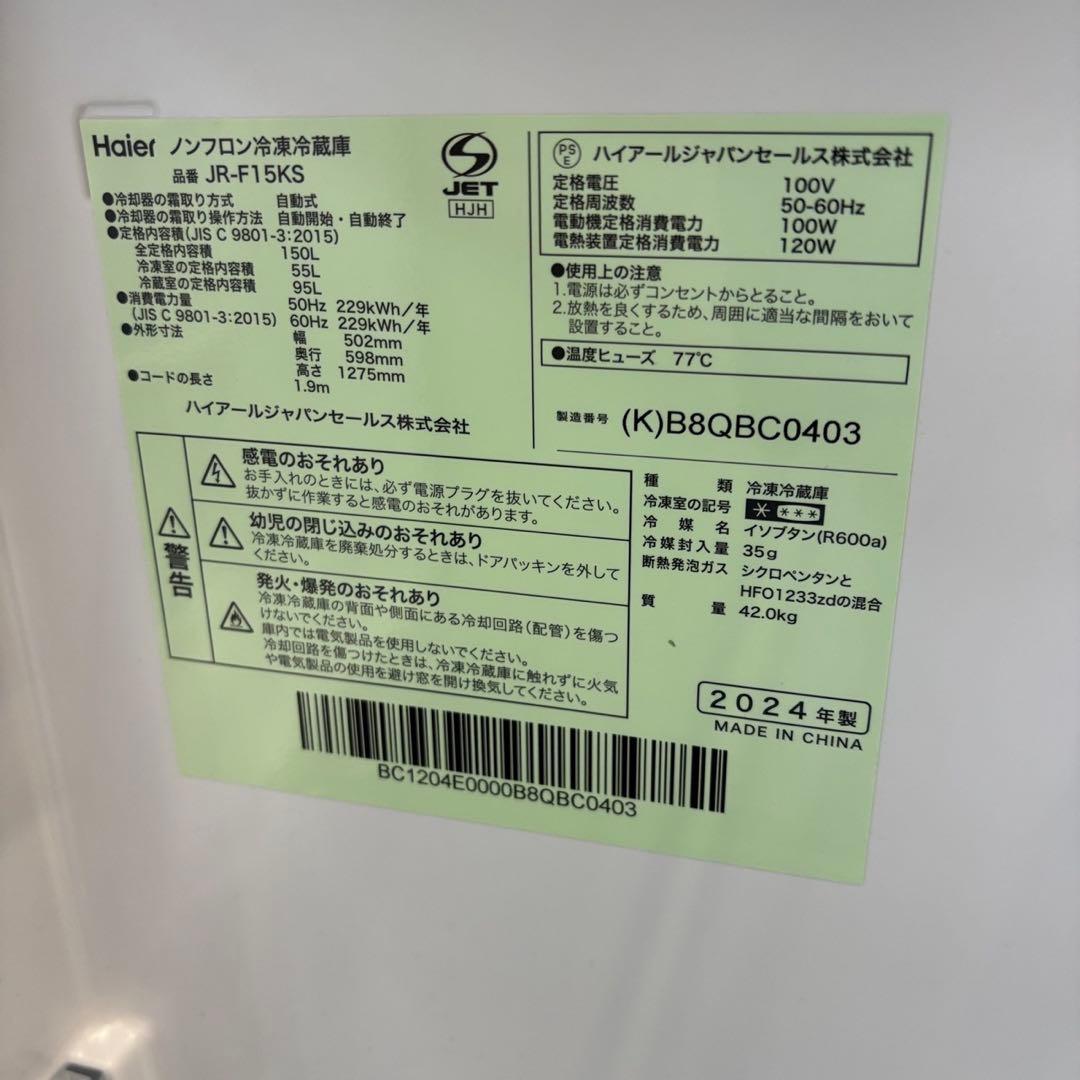 Haier ノンフロン冷凍冷蔵庫
品番 JR-F15KS
●冷却器の霜取り方式 自動式
●冷却器の霜取り操作方法 自動開始・自動終了
●定格内容積(JIS C 9801-3:2015)
全定格内容積 150L
冷凍室の定格内容積 55L
冷蔵室の定格内容積 95L
●消費電力量 50Hz 229kWh/年
(JIS C 9801-3:2015) 60Hz 229kWh/年
●外形寸法 幅 502mm
奥行 598mm
高さ 1275mm
●コードの長さ 1.9m
ハイアールジャパンセールス株式会社
JET
HJH
PS
E
ハイアールジャパンセールス株式会社
定格電圧 100V
定格周波数 50-60Hz
電動機定格消費電力 100W
電熱装置定格消費電力 120W
●使用上の注意
1.電源は必ずコンセントからとること。
2.放熱を良くするため、周囲に適当な間隔をおいて
設置すること。
●温度ヒューズ 77℃
製造番号 (K)B8QBC0403
警告
感電のおそれあり
お手入れのときには、必ず電源プラグを抜いてください。
抜かずに作業すると感電のおそれがあります。
幼児の閉じ込みのおそれあり
冷凍冷蔵庫を廃棄処分するときは、ドアパッキンを外して
ください。
発火・爆発のおそれあり
冷凍冷蔵庫の背面や側面にある冷却回路(配管)を傷つ
けないでください。
庫内では電気製品を使用しないでください。
冷却回路を傷つけたときは、冷凍冷蔵庫に触れずに火気
や電気製品の使用を避け窓を開け換気してください。
種類 冷凍冷蔵庫
冷凍室の記号 * ***
冷媒名 イソブタン(R600a)
冷媒封入量 35g
断熱発泡ガス シクロペンタンと
HFO1233zdの混合
質量 42.0kg
2024年製
MADE IN CHINA
BC1204E0000B8QBC0403